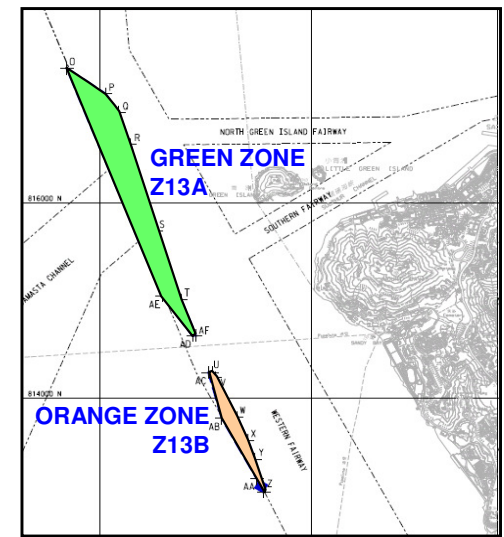 O
P
Q
R
NORTH GREEN ISLAND FAIRWAY
GREEN ZONE
Z13A
LITTLE GREEN ISLAND
GREEN ISLAND
SOUTHERN FAIRWAY
816000 N
S
AMASTA CHANNEL
AE
T
AF
AD
U
AC
V
814000 N
ORANGE ZONE
Z13B
AB
W
WESTERN FAIRWAY
X
Y
AA
Z